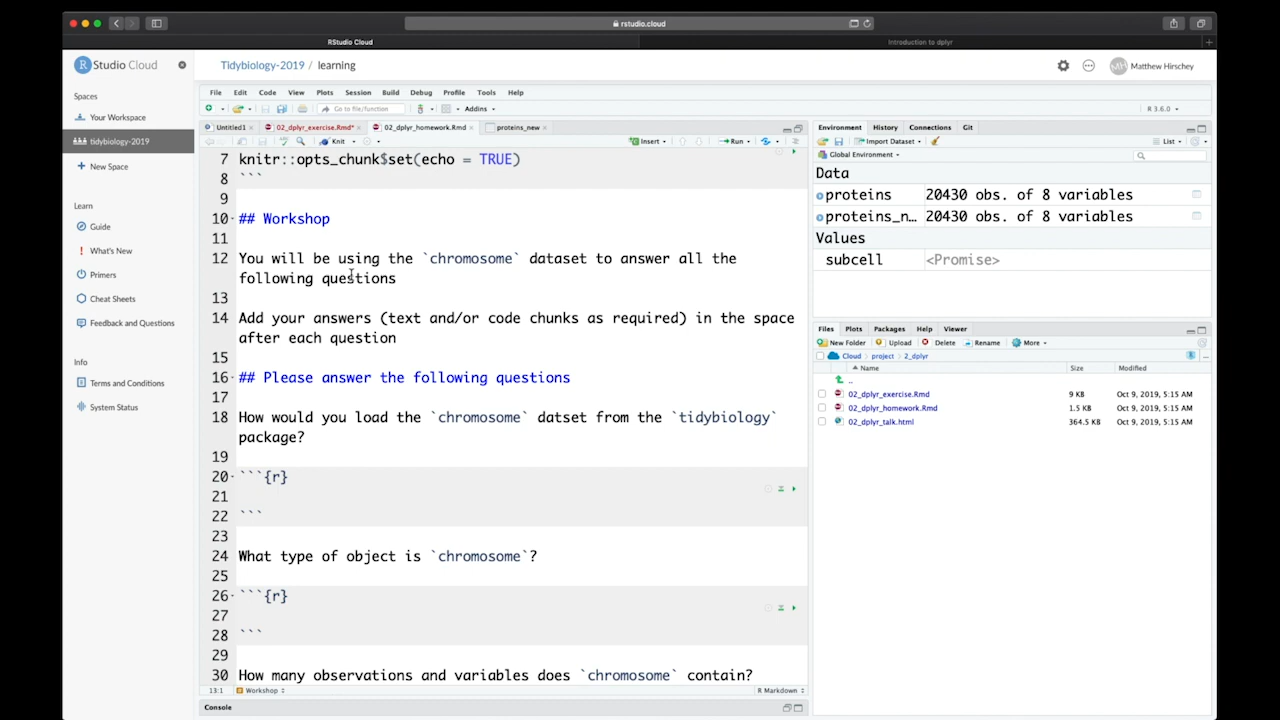 rstudio.cloud
RStudio Cloud
Introduction to dplyr
R Studio Cloud
Tidybiology-2019 / learning
MH Matthew Hirschey
Spaces
Your Workspace
tidybiology-2019
New Space
Learn
Guide
What's New
Primers
Cheat Sheets
Feedback and Questions
Info
Terms and Conditions
System Status
File Edit Code View Plots Session Build Debug Profile Tools Help
Go to file/function
Addins
R 3.6.0
Untitled1
02_dplyr_exercise.Rmd*
02_dplyr_homework.Rmd
proteins_new
Knit
Insert
Run
7 knitr::opts_chunk$set(echo = TRUE)
8 ```
9
10 ## Workshop
11
12 You will be using the `chromosome` dataset to answer all the
following questions
13
14 Add your answers (text and/or code chunks as required) in the space
after each question
15
16 ## Please answer the following questions
17
18 How would you load the `chromosome` datset from the `tidybiology`
package?
19
20 ```{r}
21
22 ```
23
24 What type of object is `chromosome`?
25
26 ```{r}
27
28 ```
29
30 How many observations and variables does `chromosome` contain?
13:1 Workshop
R Markdown
Console
Environment History Connections Git
Import Dataset
List
Global Environment
Data
proteins 20430 obs. of 8 variables
proteins_n… 20430 obs. of 8 variables
Values
subcell <Promise>
Files Plots Packages Help Viewer
New Folder Upload Delete Rename More
Cloud project 2_dplyr
Name Size Modified
..
02_dplyr_exercise.Rmd 9 KB Oct 9, 2019, 5:15 AM
02_dplyr_homework.Rmd 1.5 KB Oct 9, 2019, 5:15 AM
02_dplyr_talk.html 364.5 KB Oct 9, 2019, 5:15 AM